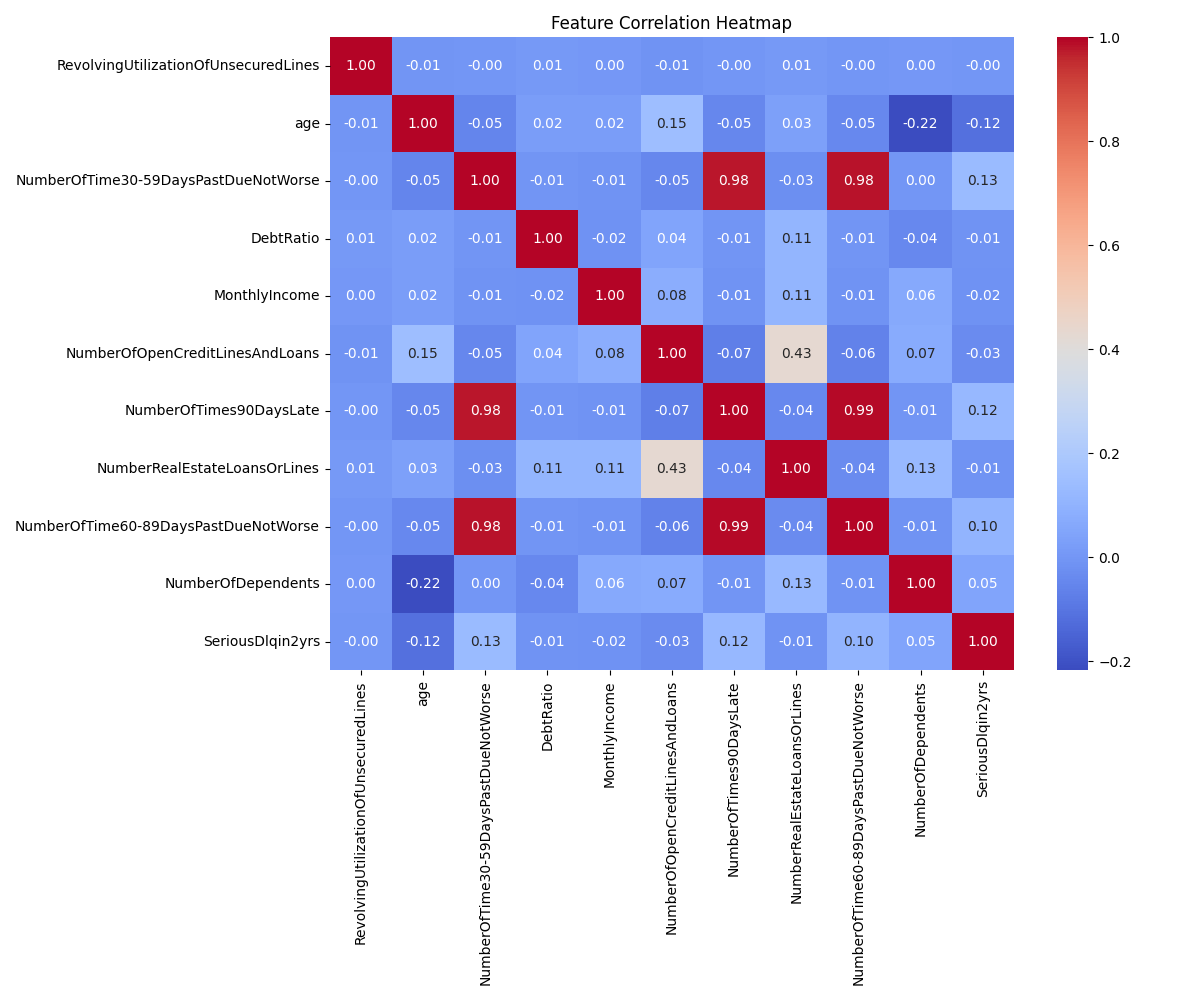 Feature Correlation Heatmap
RevolvingUtilizationOfUnsecuredLines 1.00 -0.01 -0.00 0.01 0.00 -0.01 -0.00 0.01 -0.00 0.00 -0.00
age -0.01 1.00 -0.05 0.02 0.02 0.15 -0.05 0.03 -0.05 -0.22 -0.12
NumberOfTime30-59DaysPastDueNotWorse -0.00 -0.05 1.00 -0.01 -0.01 -0.05 0.98 -0.03 0.98 0.00 0.13
DebtRatio 0.01 0.02 -0.01 1.00 -0.02 0.04 -0.01 0.11 -0.01 -0.04 -0.01
MonthlyIncome 0.00 0.02 -0.01 -0.02 1.00 0.08 -0.01 0.11 -0.01 0.06 -0.02
NumberOfOpenCreditLinesAndLoans -0.01 0.15 -0.05 0.04 0.08 1.00 -0.07 0.43 -0.06 0.07 -0.03
NumberOfTimes90DaysLate -0.00 -0.05 0.98 -0.01 -0.01 -0.07 1.00 -0.04 0.99 -0.01 0.12
NumberRealEstateLoansOrLines 0.01 0.03 -0.03 0.11 0.11 0.43 -0.04 1.00 -0.04 0.13 -0.01
NumberOfTime60-89DaysPastDueNotWorse -0.00 -0.05 0.98 -0.01 -0.01 -0.06 0.99 -0.04 1.00 -0.01 0.10
NumberOfDependents 0.00 -0.22 0.00 -0.04 0.06 0.07 -0.01 0.13 -0.01 1.00 0.05
SeriousDlqin2yrs -0.00 -0.12 0.13 -0.01 -0.02 -0.03 0.12 -0.01 0.10 0.05 1.00
RevolvingUtilizationOfUnsecuredLines
age
NumberOfTime30-59DaysPastDueNotWorse
DebtRatio
MonthlyIncome
NumberOfOpenCreditLinesAndLoans
NumberOfTimes90DaysLate
NumberRealEstateLoansOrLines
NumberOfTime60-89DaysPastDueNotWorse
NumberOfDependents
SeriousDlqin2yrs
1.0
0.8
0.6
0.4
0.2
0.0
−0.2